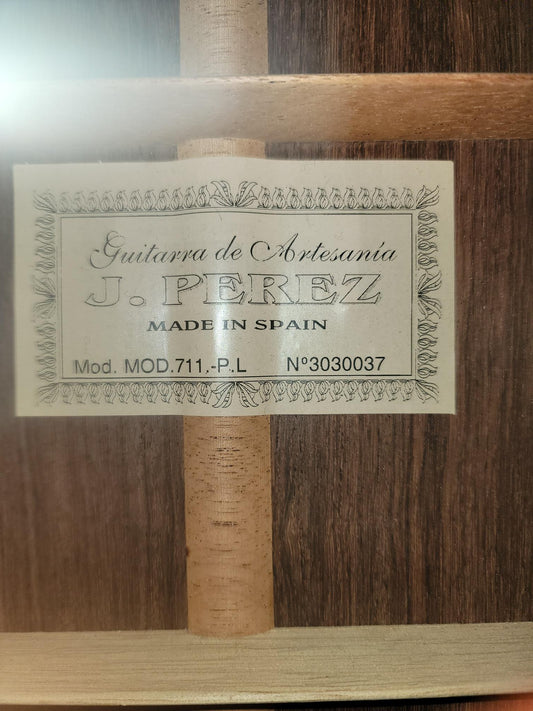 Guitarra de Artesanía
J. PEREZ
MADE IN SPAIN
Mod. MOD.711.-P.L Nº3030037